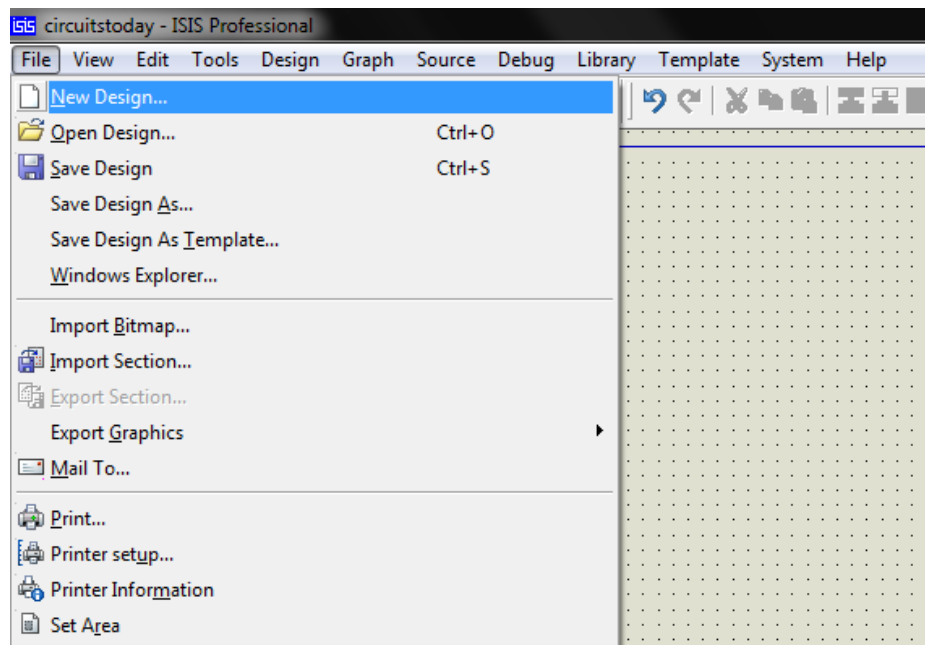 isis circuitstoday - ISIS Professional
File View Edit Tools Design Graph Source Debug Library Template System Help
New Design...
Open Design... Ctrl+O
Save Design Ctrl+S
Save Design As...
Save Design As Template...
Windows Explorer...
Import Bitmap...
Import Section...
Export Section...
Export Graphics
Mail To...
Print...
Printer setup...
Printer Information
Set Area